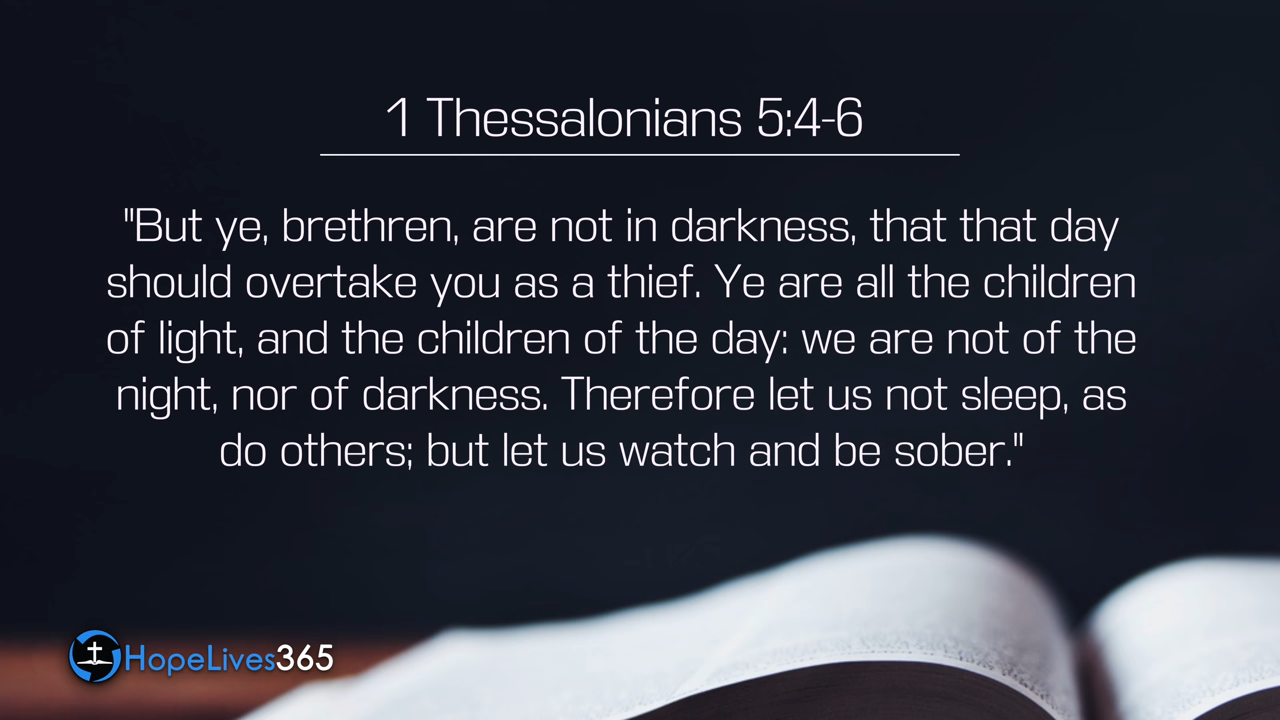 1 Thessalonians 5:4-6
"But ye, brethren, are not in darkness, that that day
should overtake you as a thief. Ye are all the children
of light, and the children of the day: we are not of the
night, nor of darkness. Therefore let us not sleep, as
do others; but let us watch and be sober."
HopeLives365